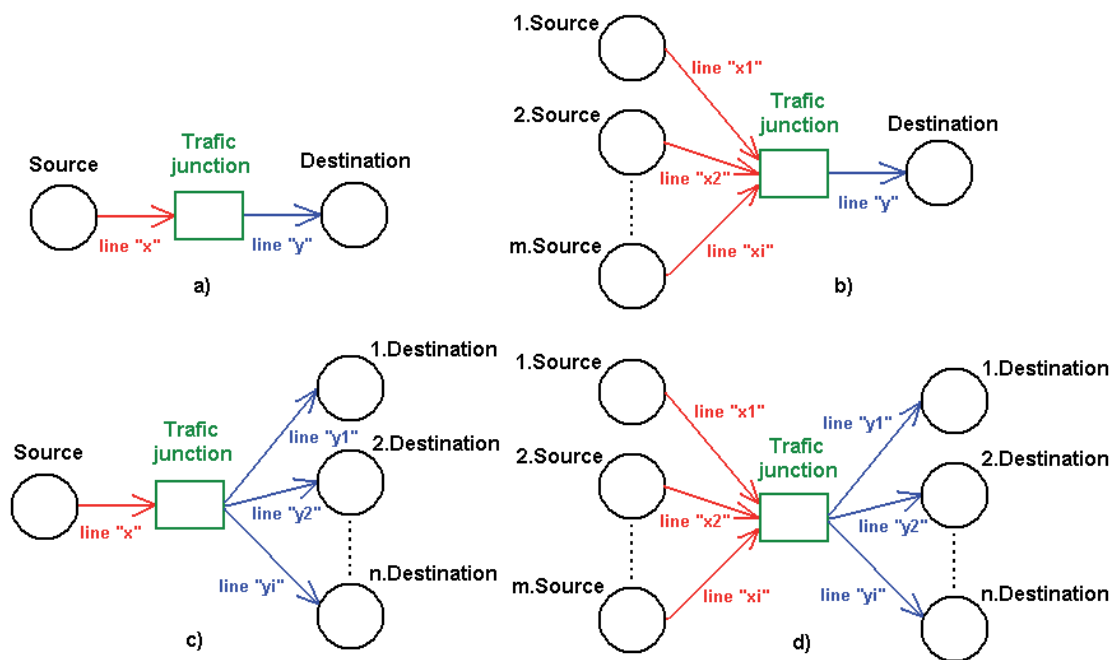 Source
Trafic
junction
Destination
line "x"
line "y"
a)
1.Source
line "x1"
2.Source
Trafic
junction
Destination
line "x2"
line "y"
m.Source
line "xi"
b)
1.Destination
Source
Trafic
junction
line "y1"
2.Destination
line "x"
line "y2"
n.Destination
line "yi"
c)
1.Source
1.Destination
line "x1"
line "y1"
2.Source
Trafic
junction
2.Destination
line "x2"
line "y2"
m.Source
n.Destination
line "xi"
line "yi"
d)